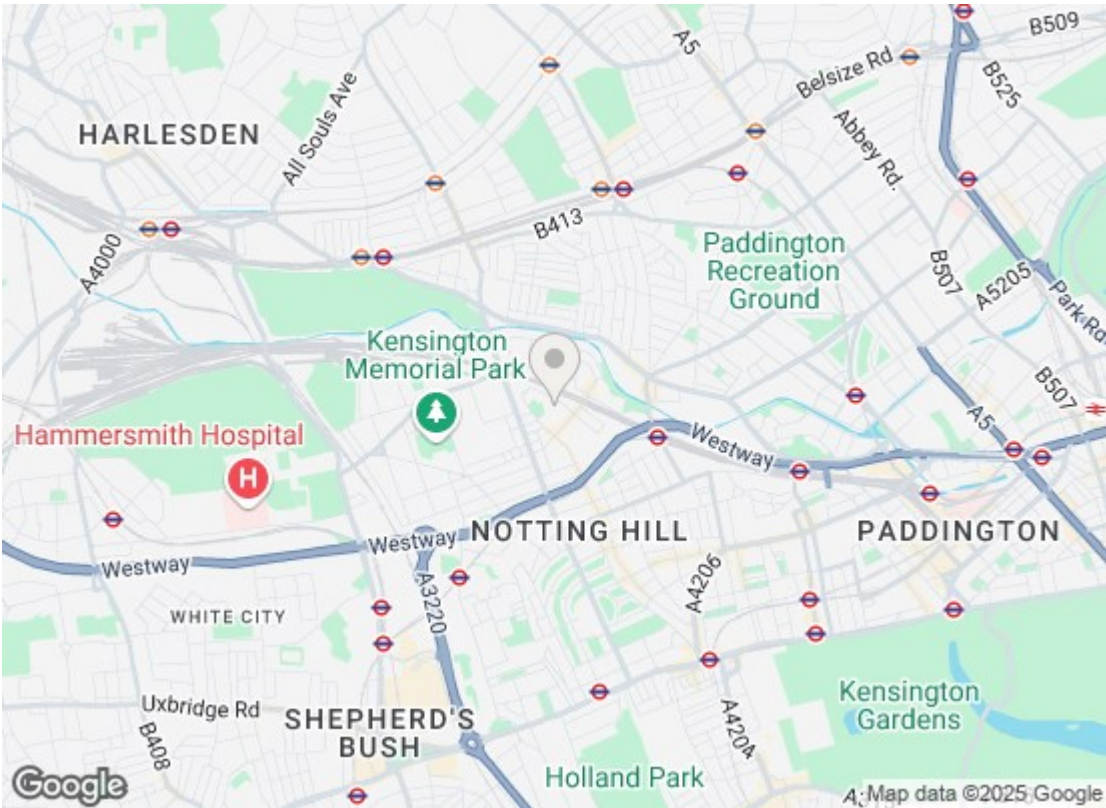 B509
A5
Belsize Rd
B525
HARLESDEN
All Souls Ave
Abbey Rd.
B413
A4000
Paddington
Recreation
Ground
B507
A5205
Park Rd.
Kensington
Memorial Park
B507
A5
Hammersmith Hospital
H
Westway
NOTTING HILL
PADDINGTON
Westway
Westway
A4206
A3220
WHITE CITY
Uxbridge Rd
Kensington
Gardens
SHEPHERD'S
BUSH
B408
A4204
Holland Park
Google
Map data ©2025 Google